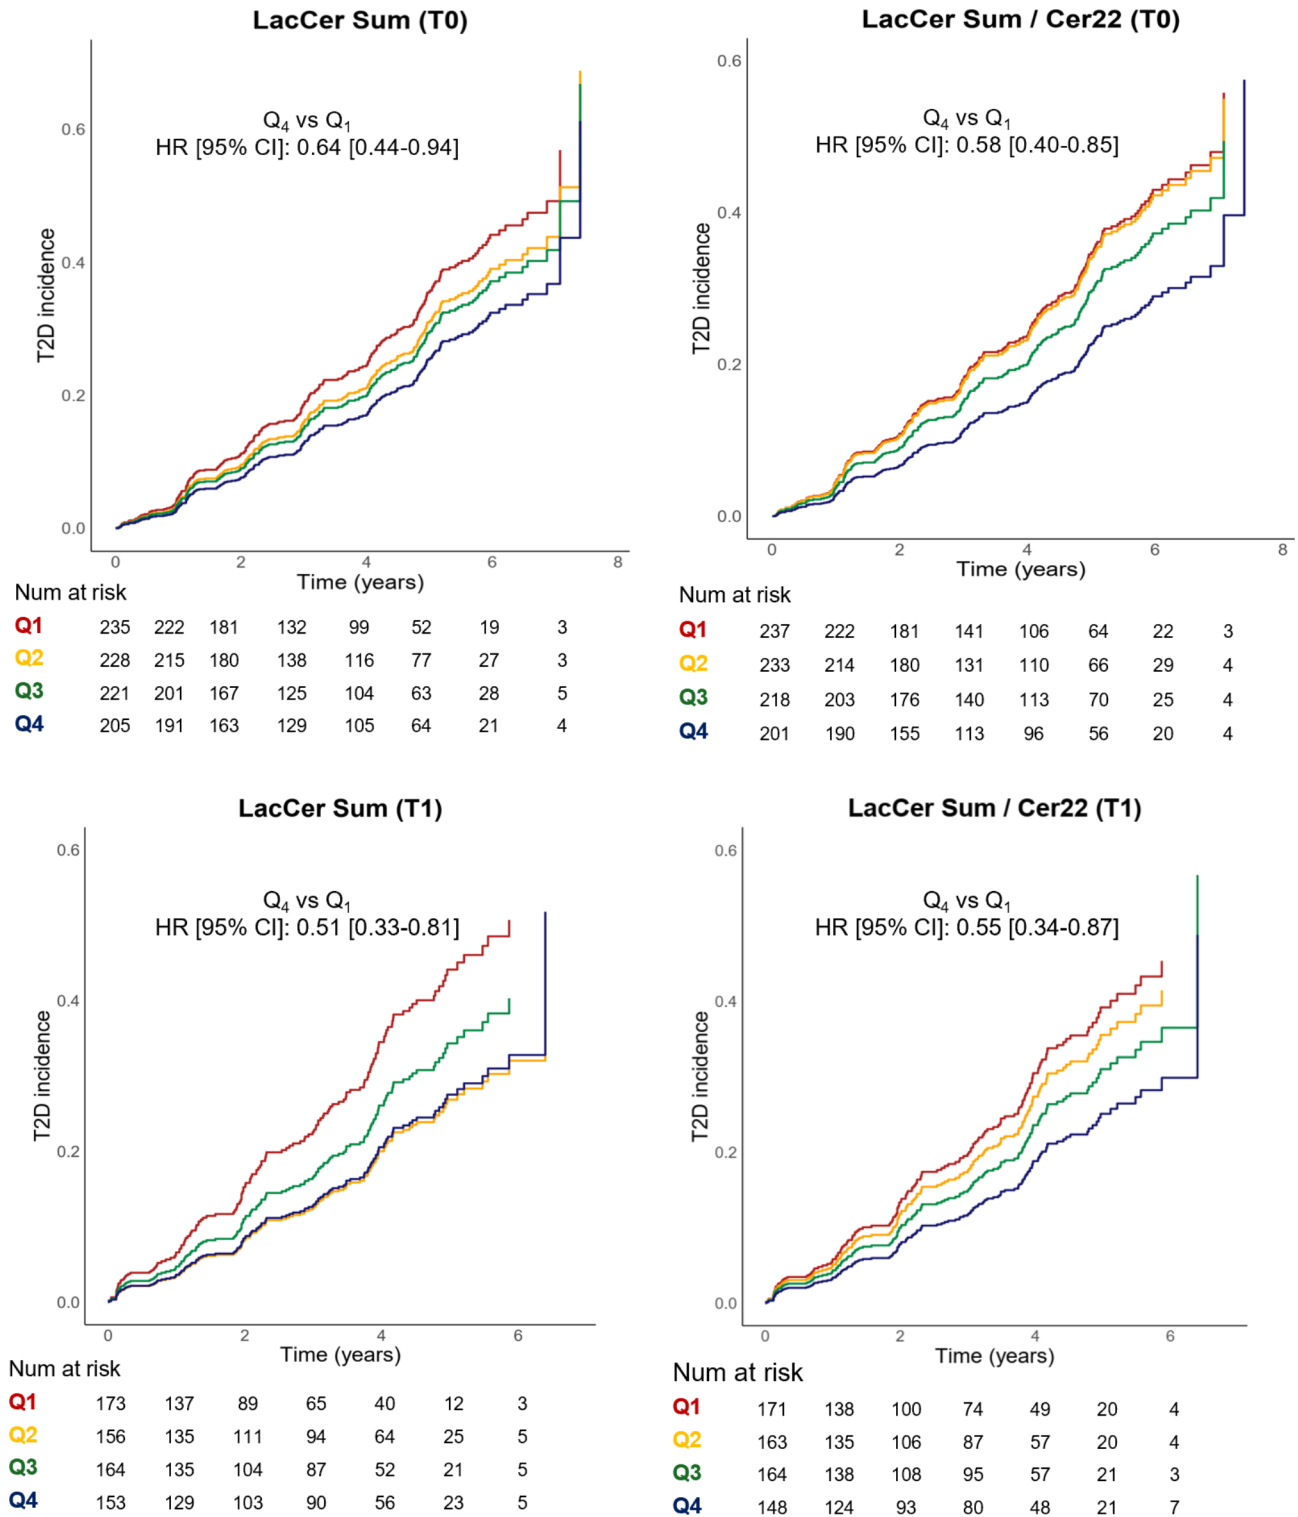 LacCer Sum (T0)
Q4 vs Q1
HR [95% CI]: 0.64 [0.44-0.94]
T2D incidence
0.6
0.4
0.2
0.0
0 2 4 6 8
Time (years)
Num at risk
Q1 235 222 181 132 99 52 19 3
Q2 228 215 180 138 116 77 27 3
Q3 221 201 167 125 104 63 28 5
Q4 205 191 163 129 105 64 21 4
LacCer Sum / Cer22 (T0)
Q4 vs Q1
HR [95% CI]: 0.58 [0.40-0.85]
T2D incidence
0.6
0.4
0.2
0.0
0 2 4 6 8
Time (years)
Num at risk
Q1 237 222 181 141 106 64 22 3
Q2 233 214 180 131 110 66 29 4
Q3 218 203 176 140 113 70 25 4
Q4 201 190 155 113 96 56 20 4
LacCer Sum (T1)
Q4 vs Q1
HR [95% CI]: 0.51 [0.33-0.81]
T2D incidence
0.6
0.4
0.2
0.0
0 2 4 6
Time (years)
Num at risk
Q1 173 137 89 65 40 12 3
Q2 156 135 111 94 64 25 5
Q3 164 135 104 87 52 21 5
Q4 153 129 103 90 56 23 5
LacCer Sum / Cer22 (T1)
Q4 vs Q1
HR [95% CI]: 0.55 [0.34-0.87]
T2D incidence
0.6
0.4
0.2
0.0
0 2 4 6
Time (years)
Num at risk
Q1 171 138 100 74 49 20 4
Q2 163 135 106 87 57 20 4
Q3 164 138 108 95 57 21 3
Q4 148 124 93 80 48 21 7